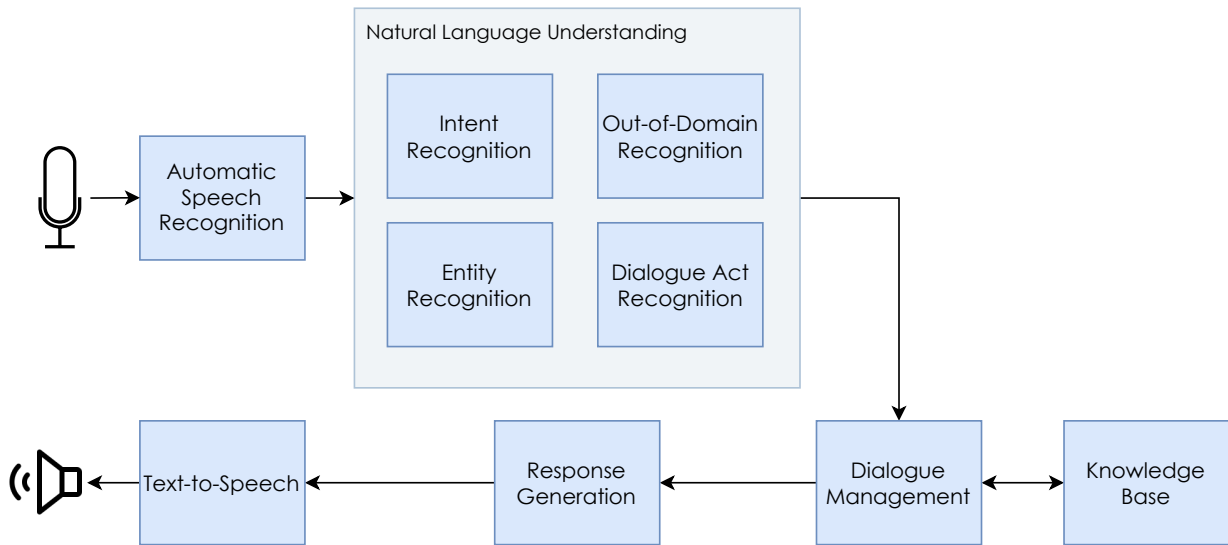 Natural Language Understanding
Intent
Recognition
Out-of-Domain
Recognition
Automatic
Speech
Recognition
Entity
Recognition
Dialogue Act
Recognition
Text-to-Speech
Response
Generation
Dialogue
Management
Knowledge
Base